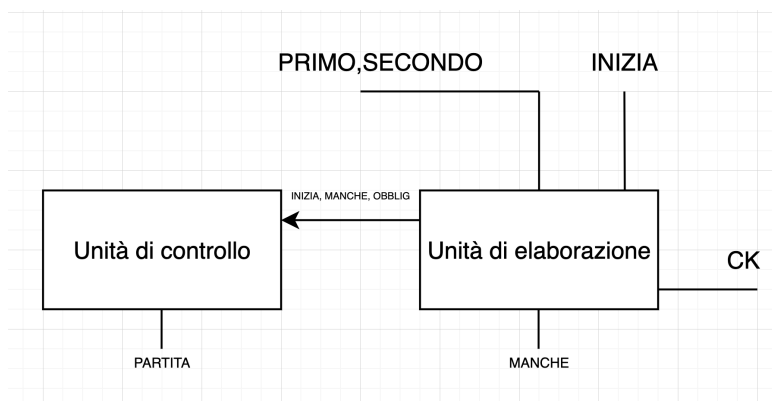 PRIMO,SECONDO
INIZIA
INIZIA, MANCHE, OBBLIG
Unità di controllo
Unità di elaborazione
CK
PARTITA
MANCHE